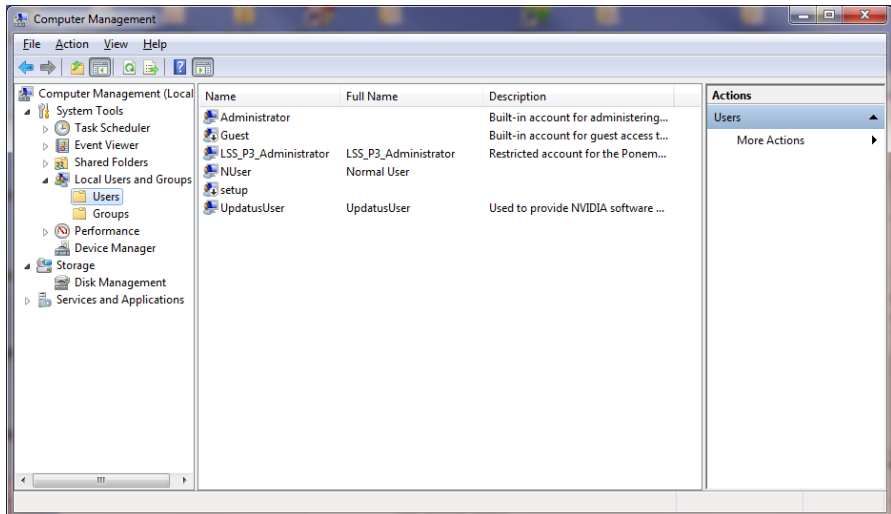 Computer Management
File Action View Help
Computer Management (Local
System Tools
Task Scheduler
Event Viewer
Shared Folders
Local Users and Groups
Users
Groups
Performance
Device Manager
Storage
Disk Management
Services and Applications
Name Full Name Description
Administrator Built-in account for administering...
Guest Built-in account for guest access t...
LSS_P3_Administrator LSS_P3_Administrator Restricted account for the Ponem...
NUser Normal User
setup
UpdatusUser UpdatusUser Used to provide NVIDIA software ...
Actions
Users
More Actions